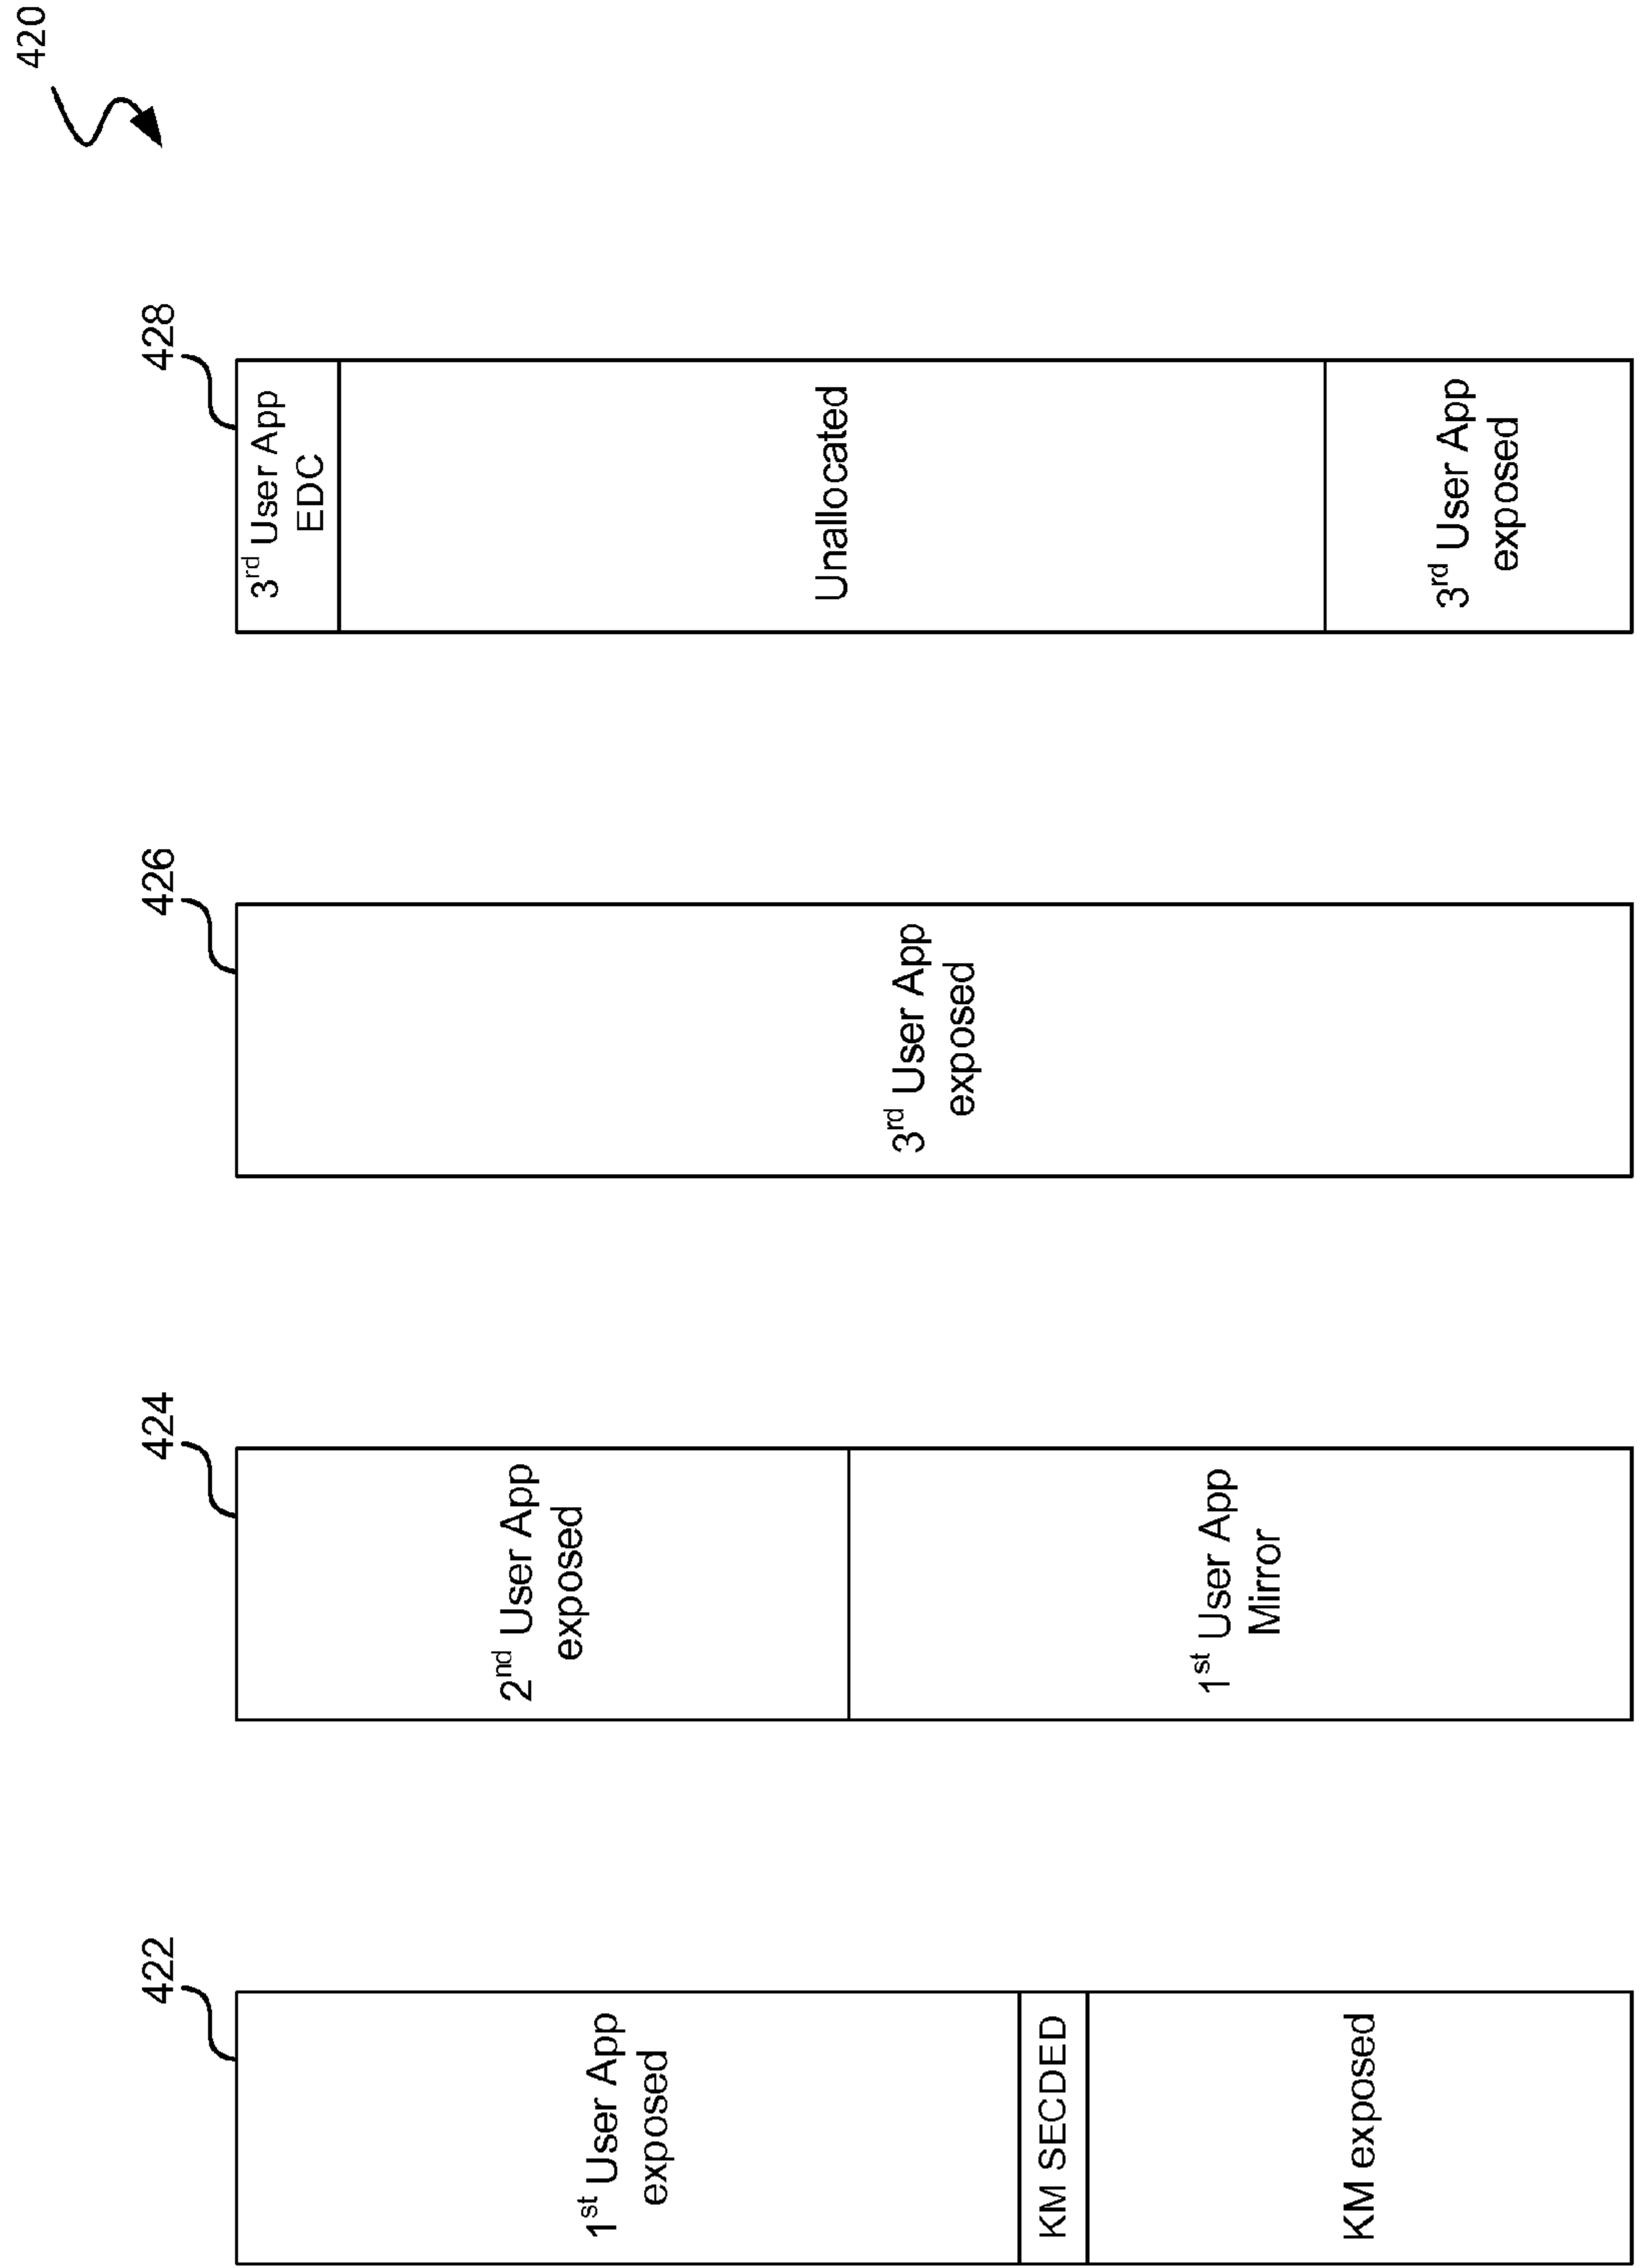 420
422
1st User App
exposed
KM SECDED
KM exposed
424
2nd User App
exposed
1st User App
Mirror
426
3rd User App
exposed
428
3rd User App
EDC
Unallocated
3rd User App
exposed